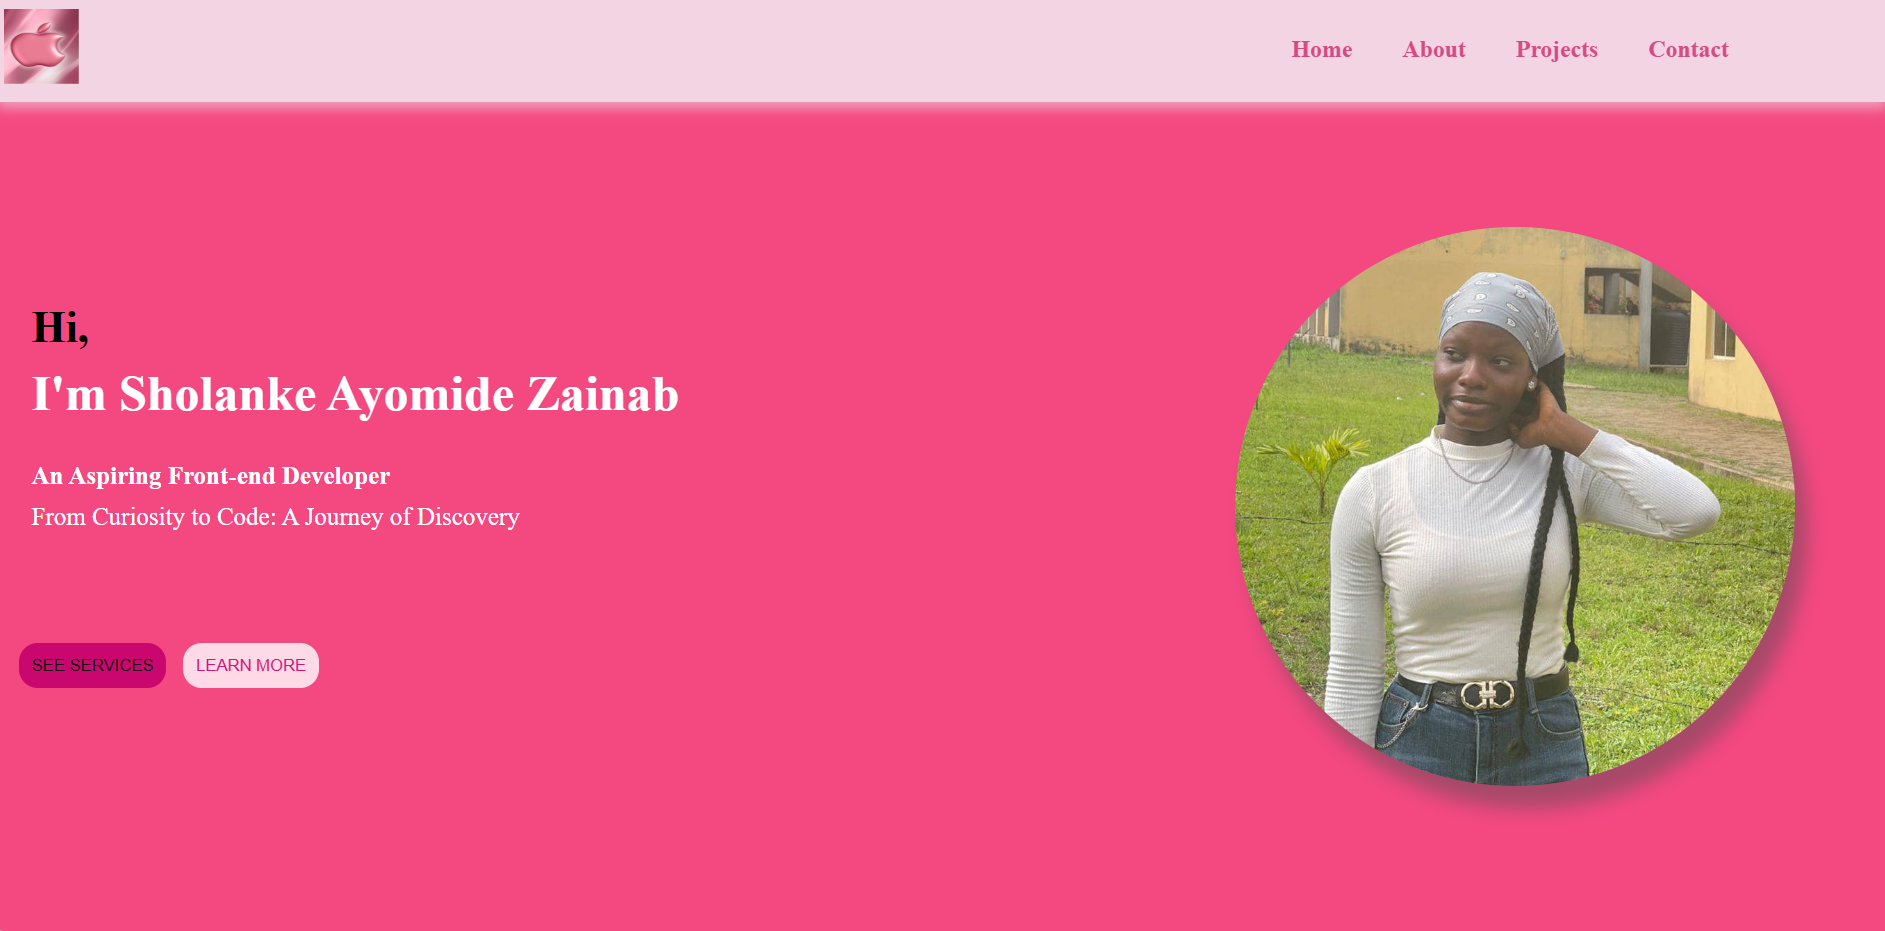 Home About Projects Contact
Hi,
I'm Sholanke Ayomide Zainab
An Aspiring Front-end Developer
From Curiosity to Code: A Journey of Discovery
SEE SERVICES LEARN MORE